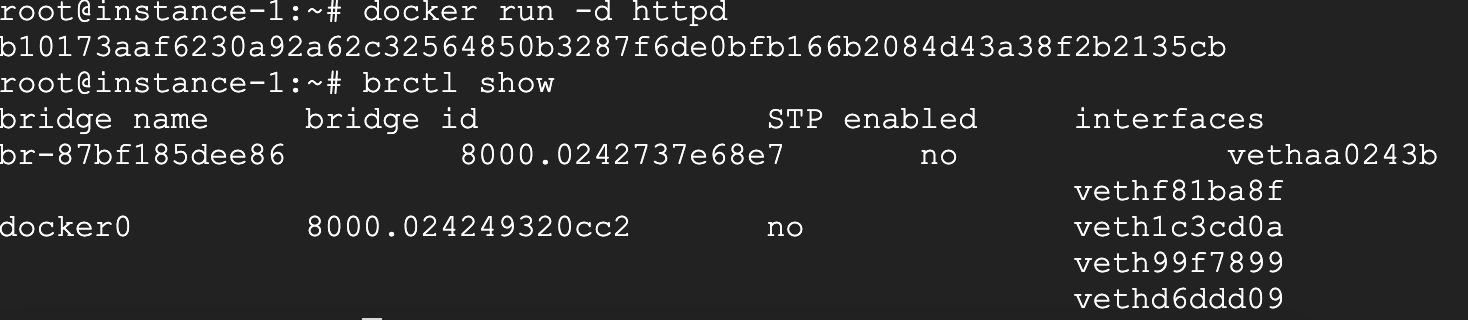 root@instance-1:~# docker run -d httpd
b10173aaf6230a92a62c32564850b3287f6de0bfb166b2084d43a38f2b2135cb
root@instance-1:~# brctl show
bridge name bridge id STP enabled interfaces
br-87bf185dee86 8000.0242737e68e7 no vethaa0243b
vethf81ba8f
docker0 8000.024249320cc2 no veth1c3cd0a
veth99f7899
vethd6ddd09